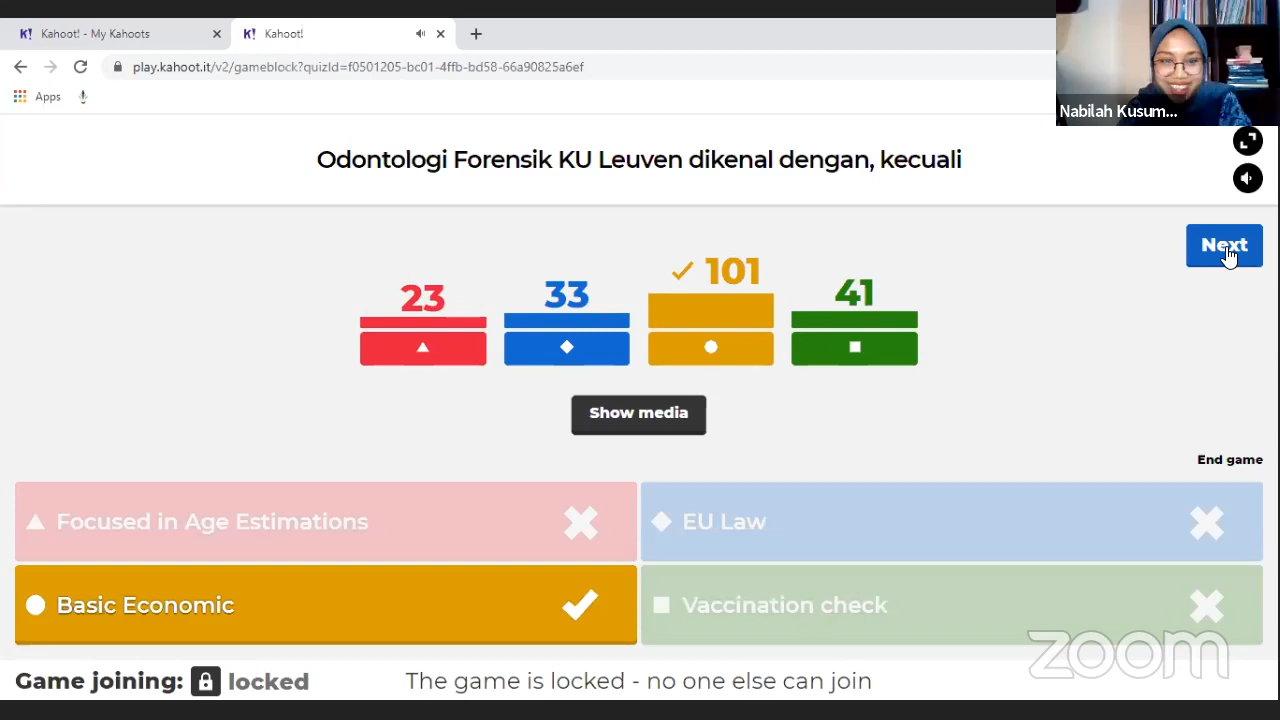 K! Kahoot! - My Kahoots
K! Kahoot!
play.kahoot.it/v2/gameblock?quizId=f0501205-bc01-4ffb-bd58-66a90825a6ef
Apps
Nabilah Kusum...
Odontologi Forensik KU Leuven dikenal dengan, kecuali
Next
23
33
101
41
Show media
End game
Focused in Age Estimations
EU Law
Basic Economic
Vaccination check
zoom
Game joining: locked
The game is locked - no one else can join